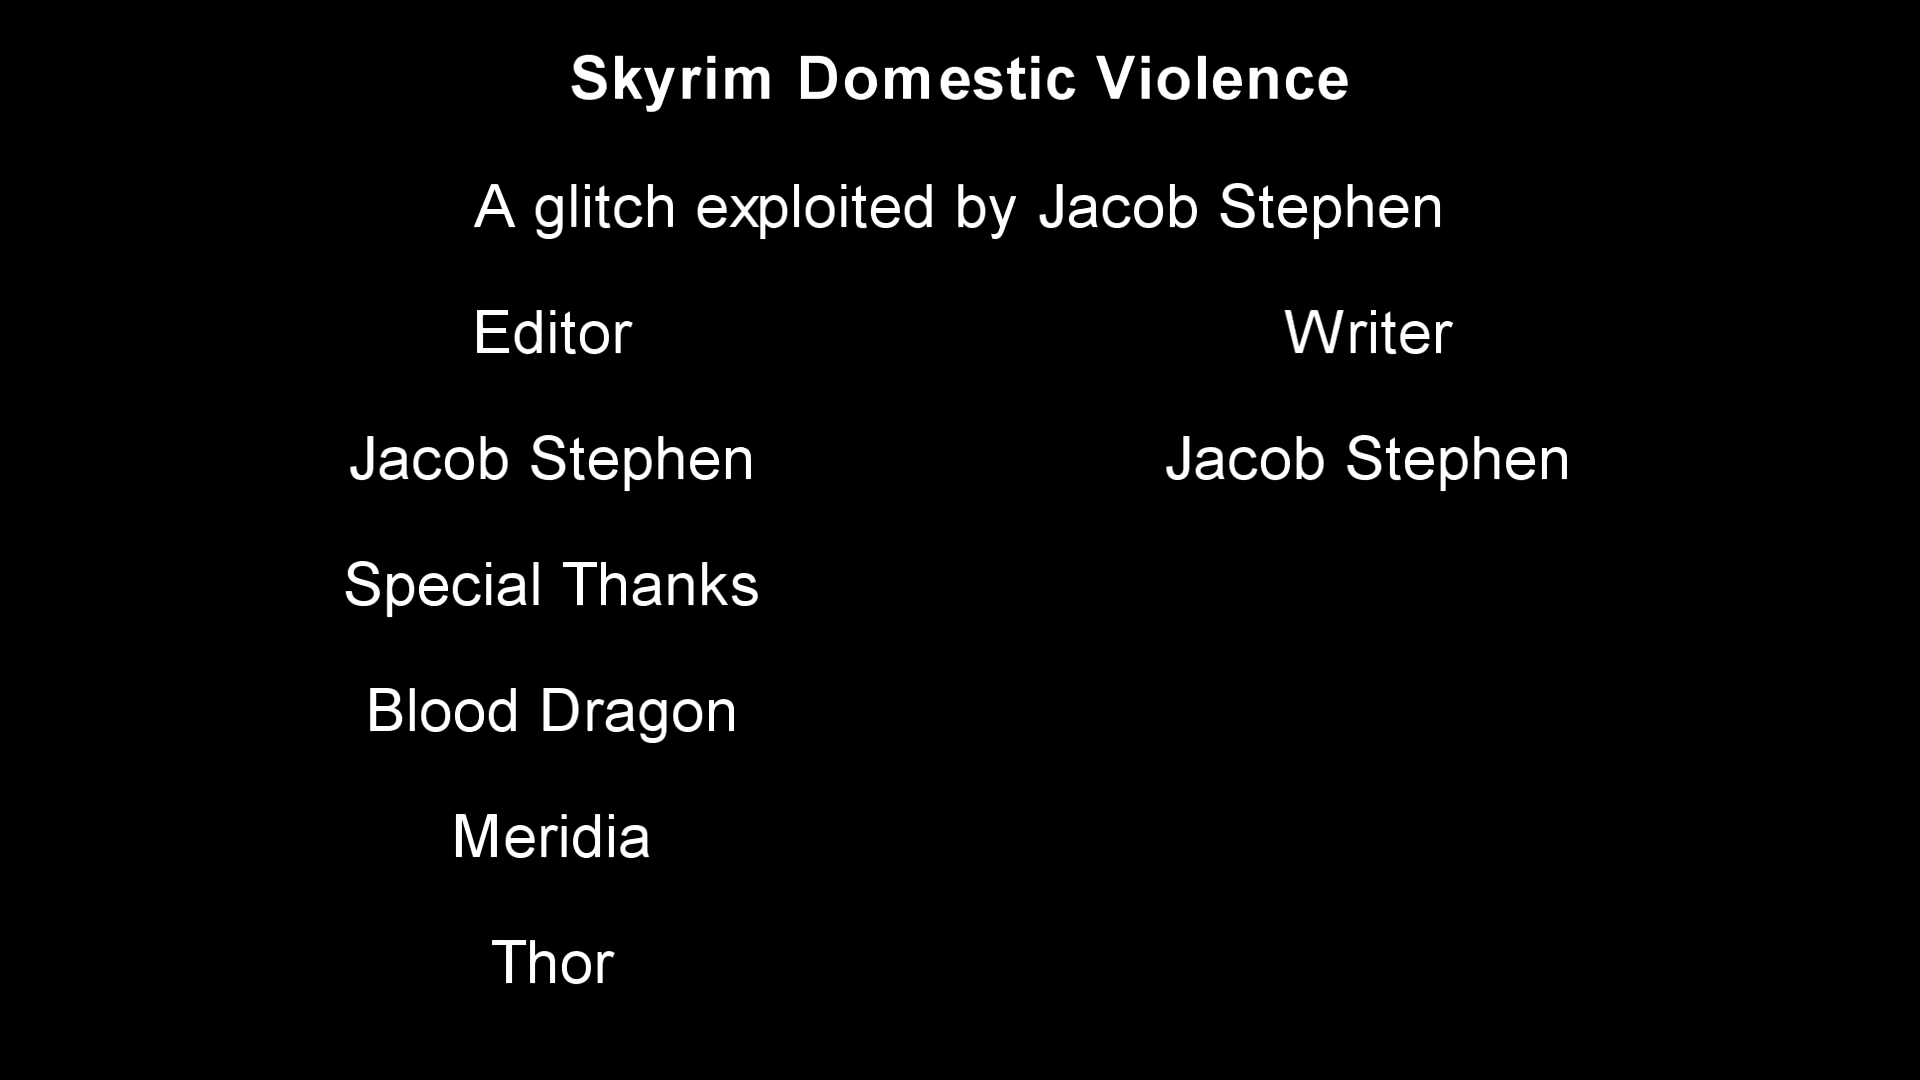 Skyrim Domestic Violence
A glitch exploited by Jacob Stephen
Editor
Writer
Jacob Stephen
Jacob Stephen
Special Thanks
Blood Dragon
Meridia
Thor